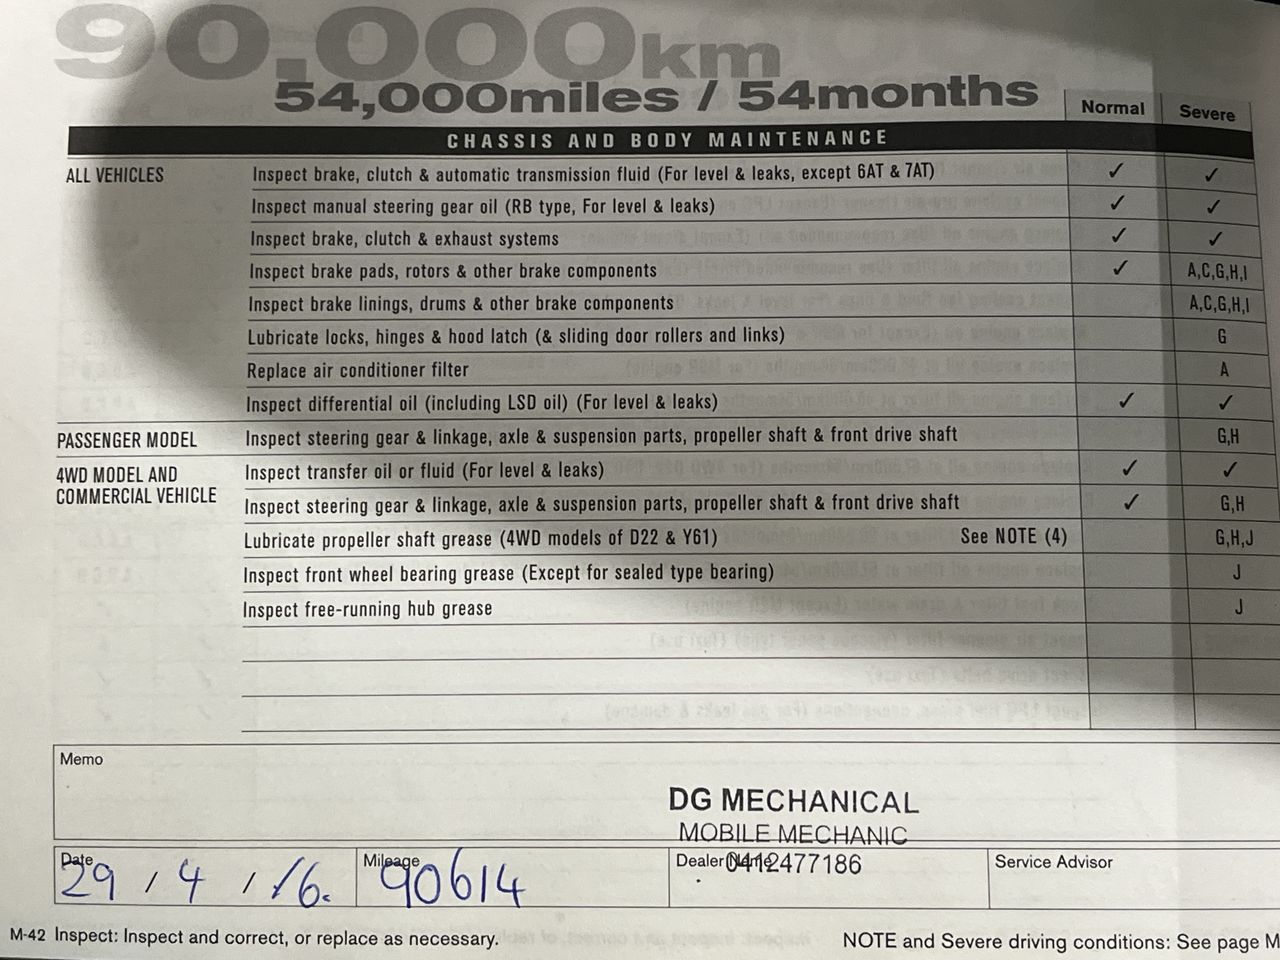 90,000km
54,000miles / 54months
Normal Severe
CHASSIS AND BODY MAINTENANCE
ALL VEHICLES Inspect brake, clutch & automatic transmission fluid (For level & leaks, except 6AT & 7AT) ✓ ✓
Inspect manual steering gear oil (RB type, For level & leaks) ✓ ✓
Inspect brake, clutch & exhaust systems ✓ ✓
Inspect brake pads, rotors & other brake components ✓ A,C,G,H,I
Inspect brake linings, drums & other brake components A,C,G,H,I
Lubricate locks, hinges & hood latch (& sliding door rollers and links) G
Replace air conditioner filter A
Inspect differential oil (including LSD oil) (For level & leaks) ✓ ✓
PASSENGER MODEL Inspect steering gear & linkage, axle & suspension parts, propeller shaft & front drive shaft G,H
4WD MODEL AND
COMMERCIAL VEHICLE
Inspect transfer oil or fluid (For level & leaks) ✓ ✓
Inspect steering gear & linkage, axle & suspension parts, propeller shaft & front drive shaft ✓ G,H
Lubricate propeller shaft grease (4WD models of D22 & Y61) See NOTE (4) G,H,J
Inspect front wheel bearing grease (Except for sealed type bearing) J
Inspect free-running hub grease J
Memo
DG MECHANICAL
MOBILE MECHANIC
0412477186
Date
29 / 4 / 16.
Mileage
90614
Dealer Name
Service Advisor
M-42 Inspect: Inspect and correct, or replace as necessary.
NOTE and Severe driving conditions: See page M